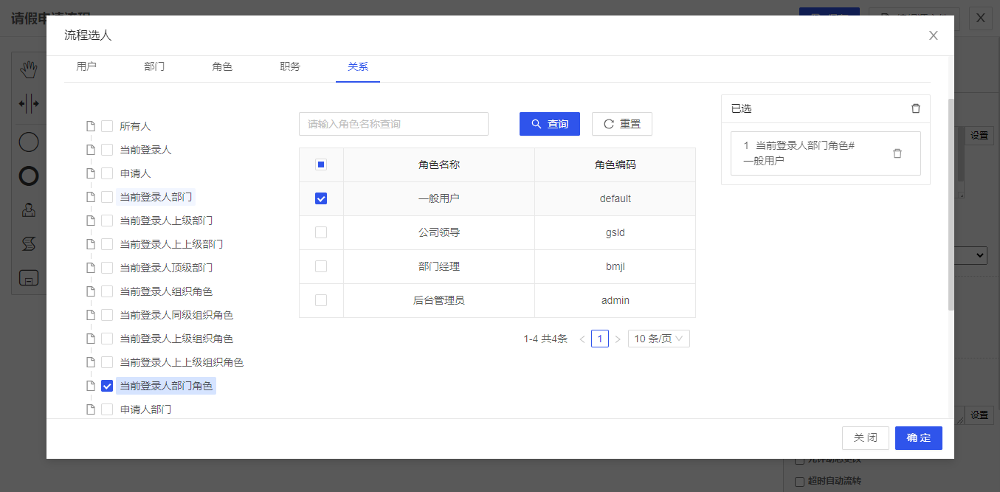 流程选人
用户
部门
角色
职务
关系
所有人
当前登录人
申请人
当前登录人部门
当前登录人上级部门
当前登录人上上级部门
当前登录人顶级部门
当前登录人组织角色
当前登录人同级组织角色
当前登录人上级组织角色
当前登录人上上级组织角色
当前登录人部门角色
申请人部门
请输入角色名称查询
查询
重置
角色名称
角色编码
一般用户
default
公司领导
gsld
部门经理
bmjl
后台管理员
admin
1-4 共4条
1
10 条/页
已选
1 当前登录人部门角色#
一般用户
设置
设置
关 闭
确 定
超时自动流转